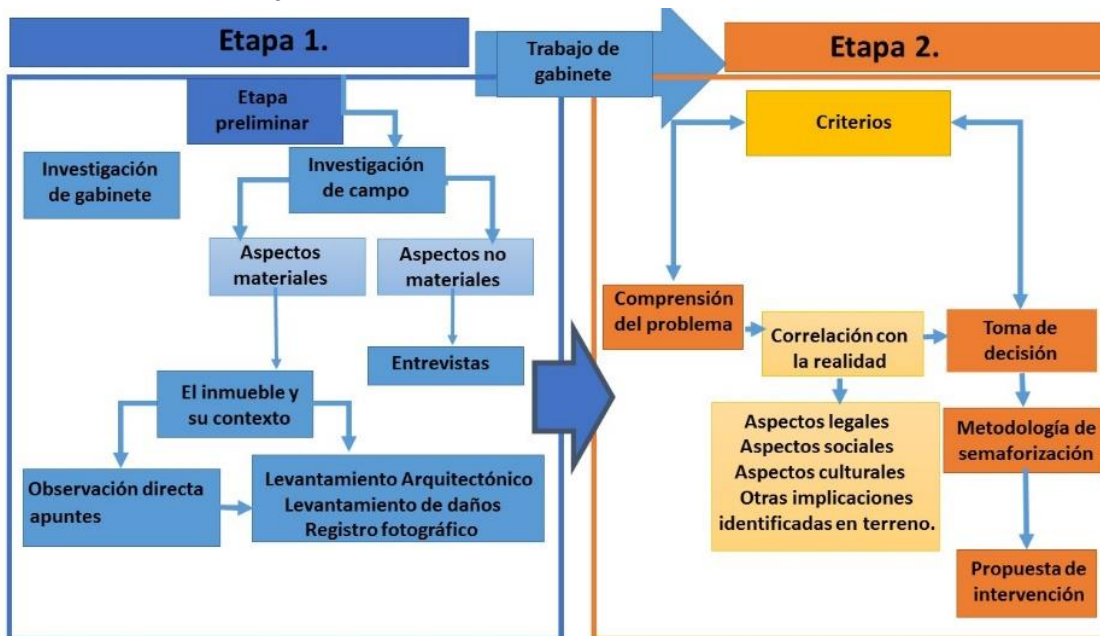 Etapa 1.
Trabajo de
gabinete
Etapa 2.
Etapa
preliminar
Investigación
de gabinete
Investigación
de campo
Aspectos
materiales
Aspectos no
materiales
Entrevistas
El inmueble y
su contexto
Observación directa
apuntes
Levantamiento Arquitectónico
Levantamiento de daños
Registro fotográfico
Criterios
Comprensión
del problema
Correlación con
la realidad
Toma de
decisión
Aspectos legales
Aspectos sociales
Aspectos culturales
Otras implicaciones
identificadas en terreno.
Metodología de
semaforización
Propuesta de
intervención